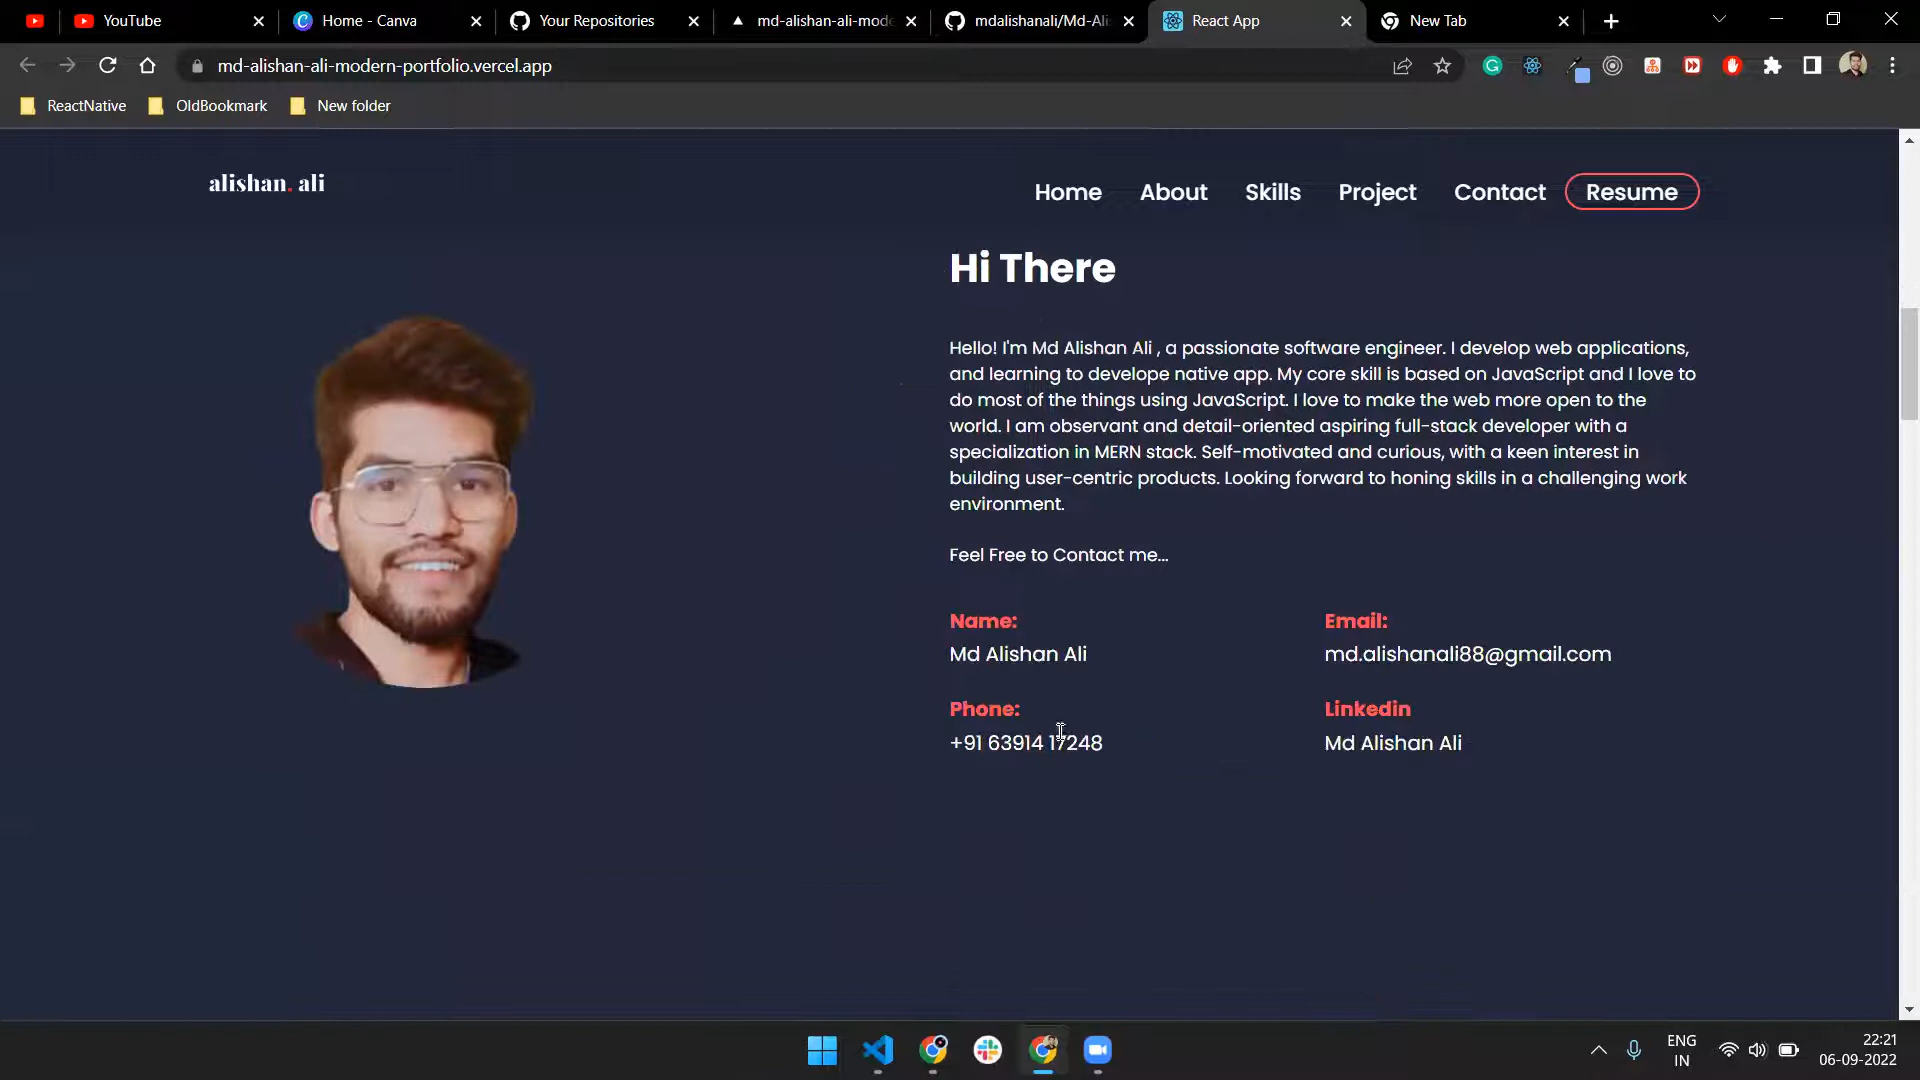 YouTube
Home - Canva
Your Repositories
md-alishan-ali-mode
mdalishanali/Md-Ali
React App
New Tab
md-alishan-ali-modern-portfolio.vercel.app
ReactNative
OldBookmark
New folder
alishan. ali
Home
About
Skills
Project
Contact
Resume
Hi There
Hello! I'm Md Alishan Ali , a passionate software engineer. I develop web applications,
and learning to develope native app. My core skill is based on JavaScript and I love to
do most of the things using JavaScript. I love to make the web more open to the
world. I am observant and detail-oriented aspiring full-stack developer with a
specialization in MERN stack. Self-motivated and curious, with a keen interest in
building user-centric products. Looking forward to honing skills in a challenging work
environment.
Feel Free to Contact me...
Name:
Md Alishan Ali
Email:
md.alishanali88@gmail.com
Phone:
+91 63914 17248
Linkedin
Md Alishan Ali
ENG
IN
22:21
06-09-2022